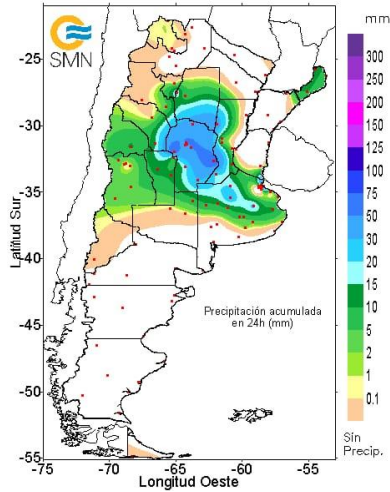 SMN
mm
300
250
200
150
125
100
75
50
30
20
15
10
5
2
1
0.1
Sin
Precip.
-25
-30
-35
-40
-45
-50
-55
Latitud Sur
Precipitación acumulada
en 24h (mm)
-75 -70 -65 -60 -55
Longitud Oeste